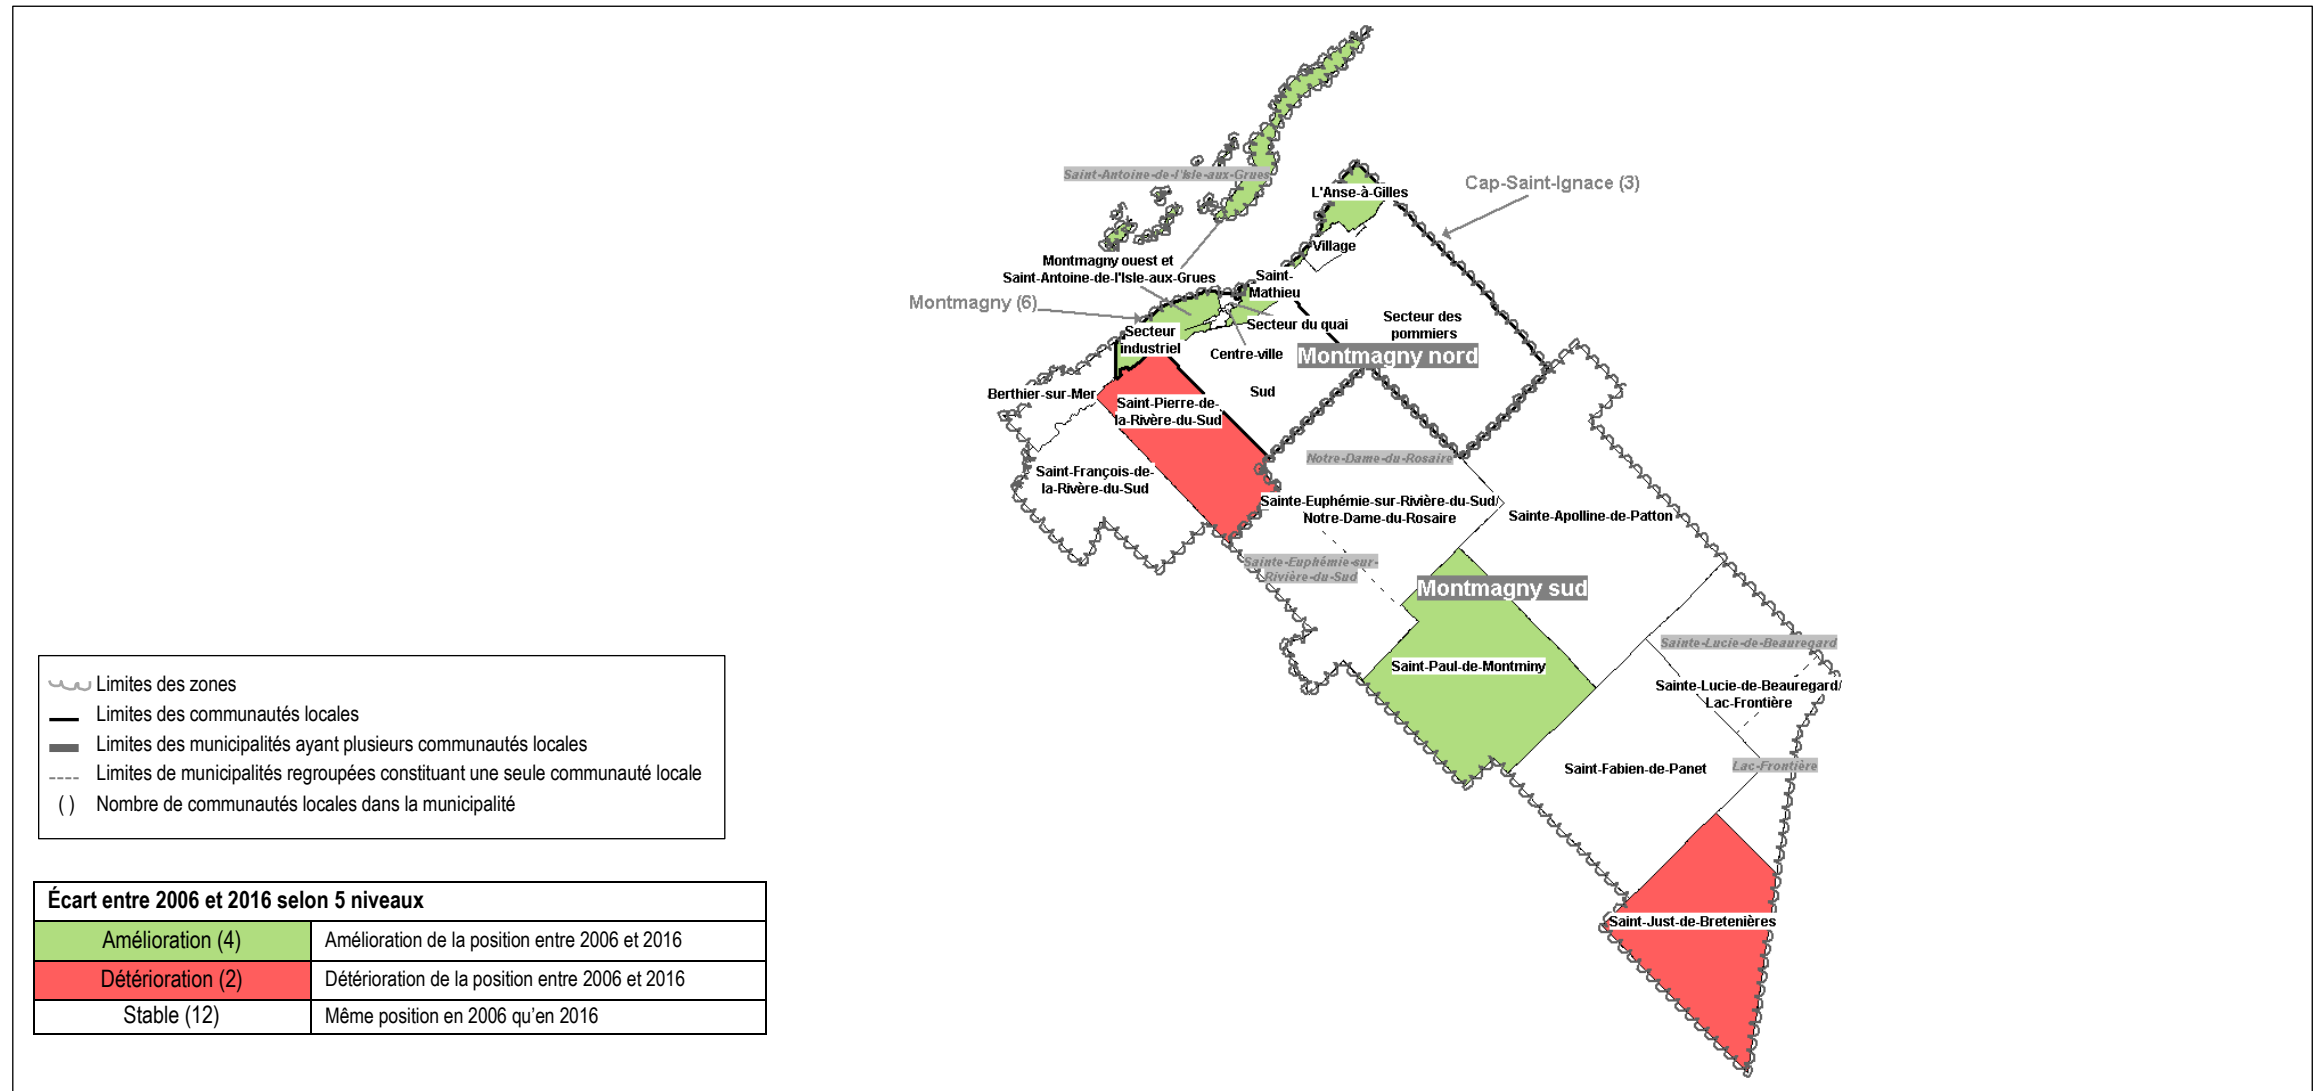 Saint-Antoine-de-l'Isle-aux-Grues
L'Anse-à-Gilles
Cap-Saint-Ignace (3)
Village
Montmagny ouest et
Saint-Antoine-de-l'Isle-aux-Grues
Saint-
Mathieu
Montmagny (6)
Secteur du quai
Secteur des
pommiers
Secteur
industriel
Centre-ville
Montmagny nord
Berthier-sur-Mer
Sud
Saint-Pierre-de-
la-Rivière-du-Sud
Notre-Dame-du-Rosaire
Saint-François-de-
la-Rivière-du-Sud
Sainte-Euphémie-sur-Rivière-du-Sud/
Notre-Dame-du-Rosaire
Sainte-Apolline-de-Patton
Sainte-Euphémie-sur-
Rivière-du-Sud
Montmagny sud
Sainte-Lucie-de-Beauregard
Saint-Paul-de-Montminy
Sainte-Lucie-de-Beauregard/
Lac-Frontière
Saint-Fabien-de-Panet
Lac-Frontière
Saint-Just-de-Bretenières
Limites des zones
Limites des communautés locales
Limites des municipalités ayant plusieurs communautés locales
Limites de municipalités regroupées constituant une seule communauté locale
( ) Nombre de communautés locales dans la municipalité
Écart entre 2006 et 2016 selon 5 niveaux
Amélioration (4) Amélioration de la position entre 2006 et 2016
Détérioration (2) Détérioration de la position entre 2006 et 2016
Stable (12) Même position en 2006 qu'en 2016